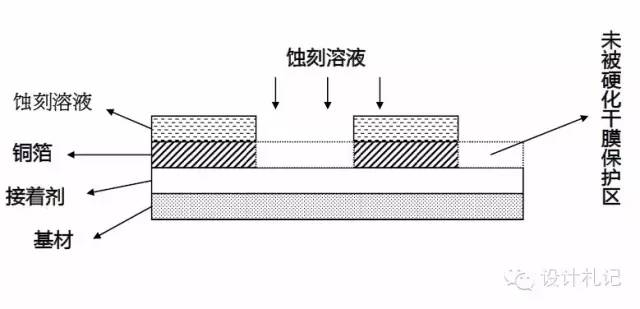 蚀刻溶液
蚀刻溶液
铜箔
接着剂
基材
未被硬化干膜保护区
设计札记